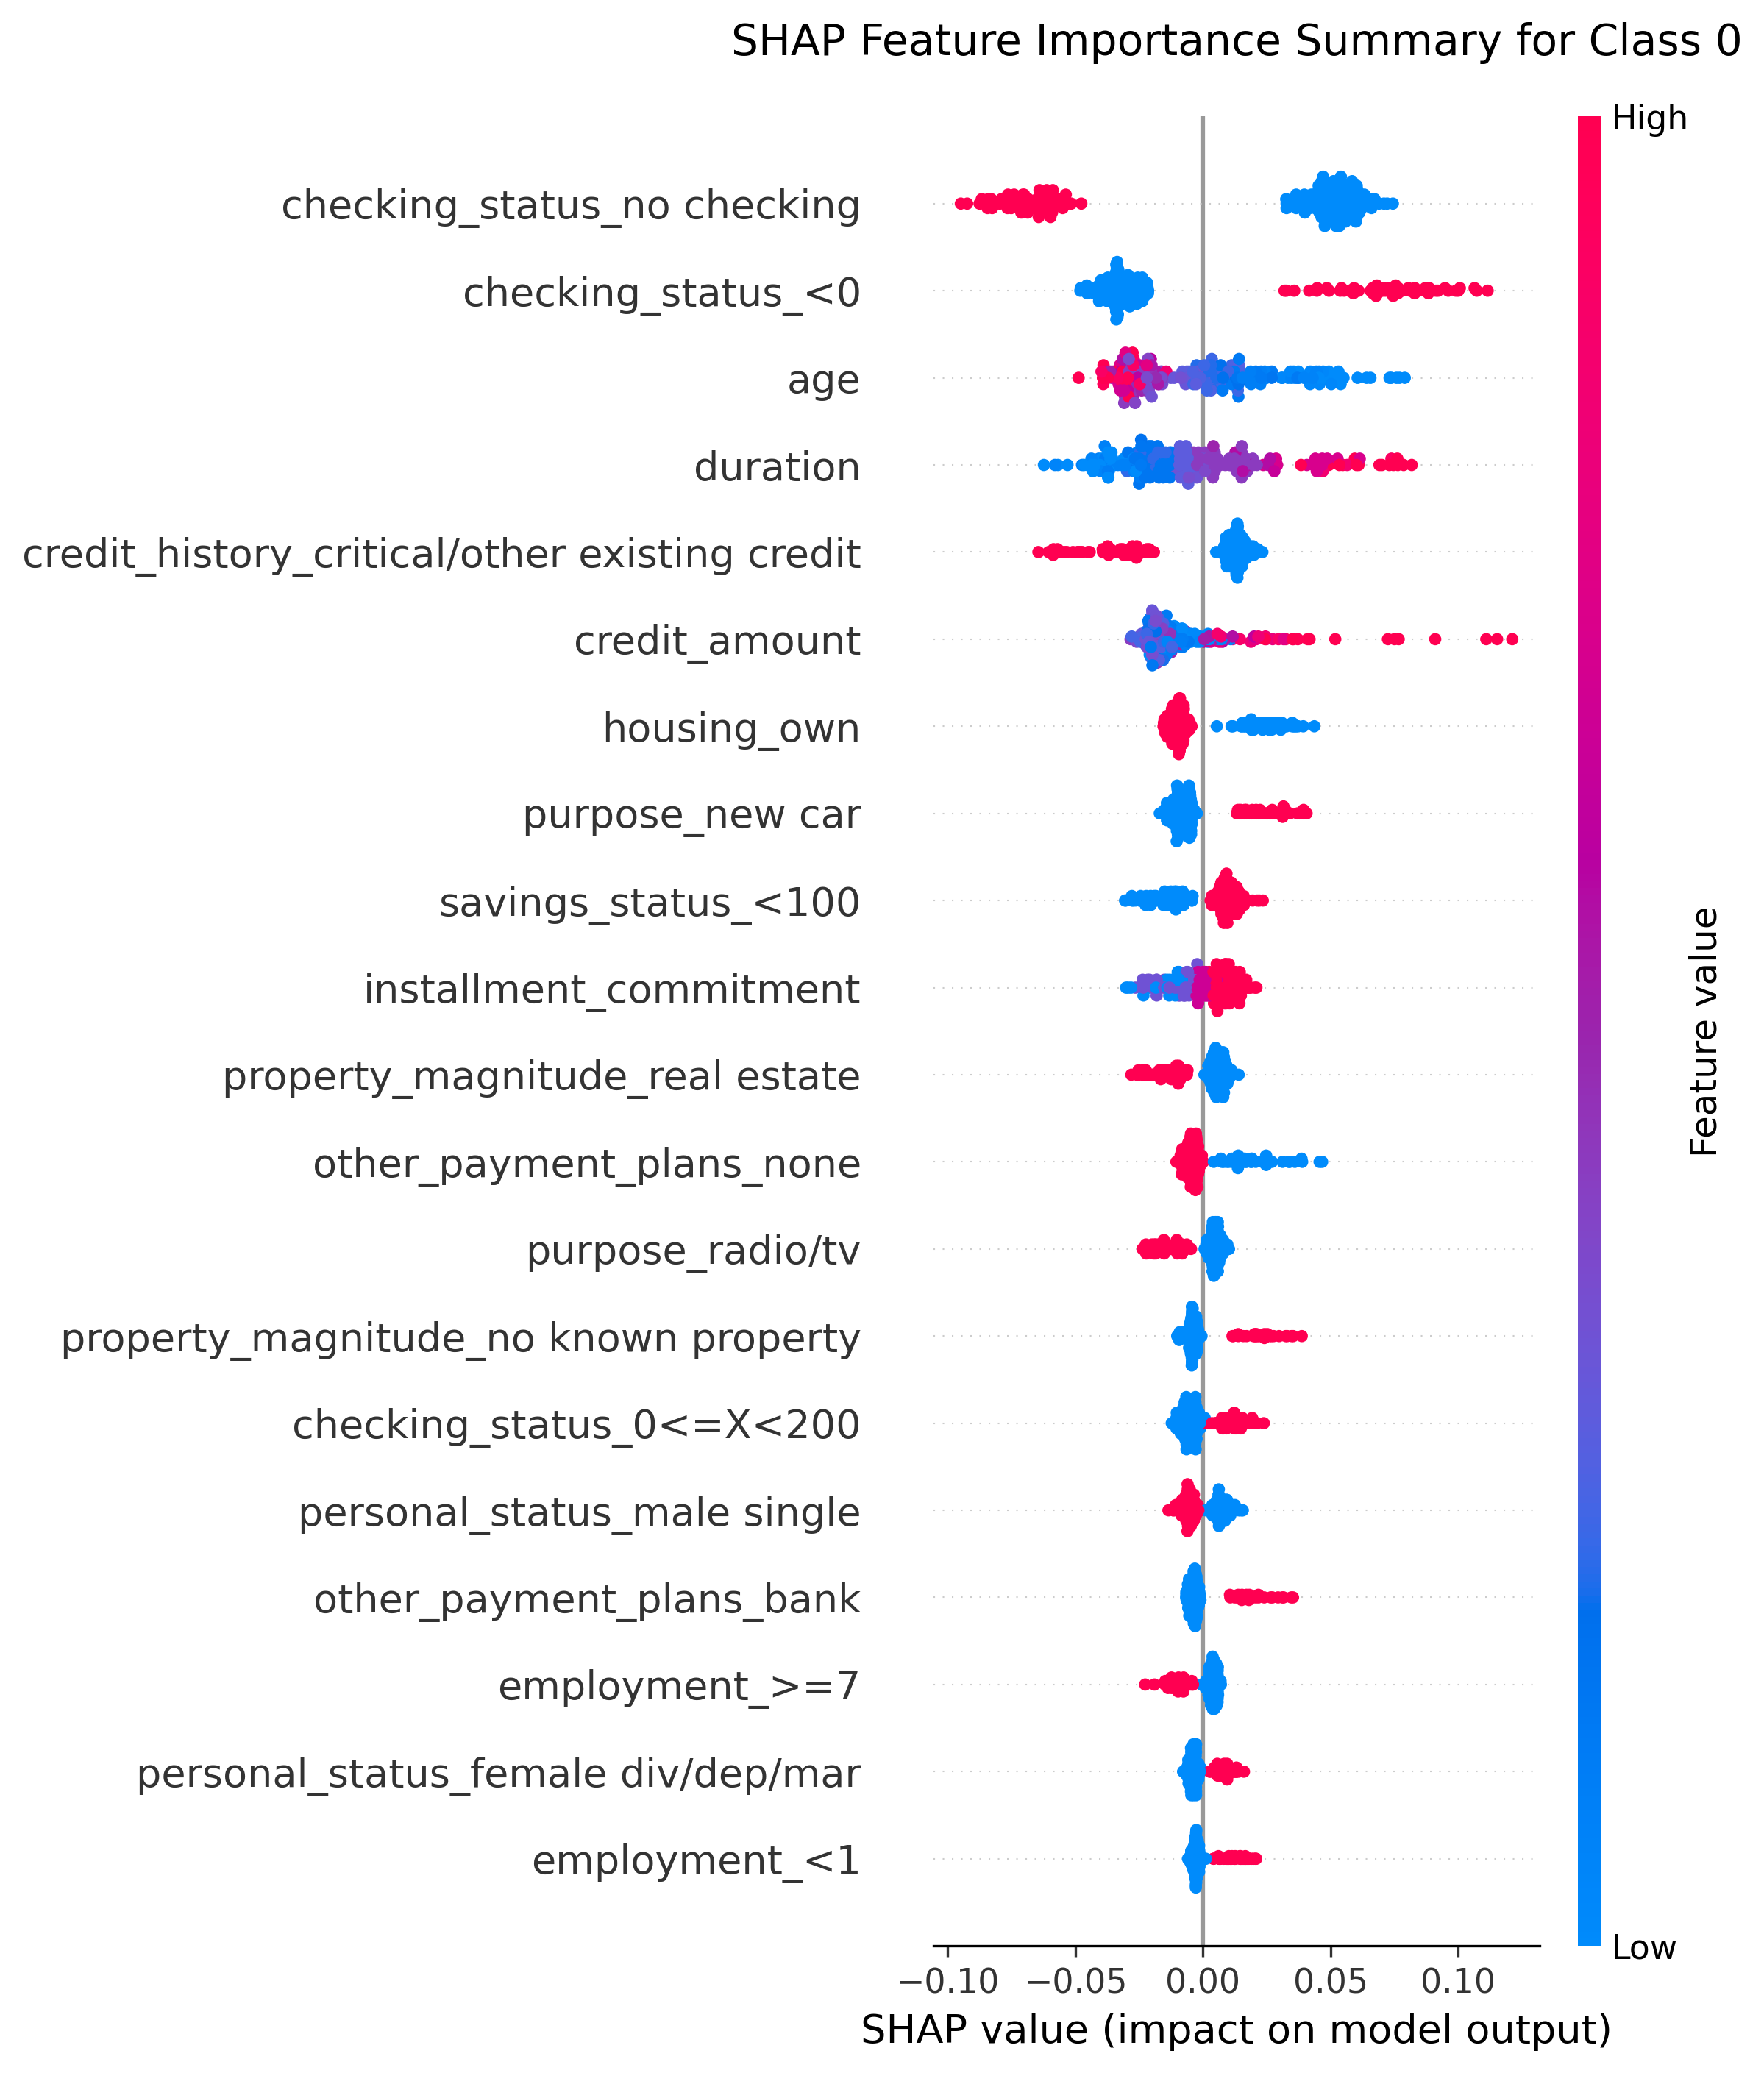 SHAP Feature Importance Summary for Class 0
High
checking_status_no checking
checking_status_<0
age
duration
credit_history_critical/other existing credit
credit_amount
housing_own
purpose_new car
savings_status_<100
installment_commitment
property_magnitude_real estate
other_payment_plans_none
purpose_radio/tv
property_magnitude_no known property
checking_status_0<=X<200
personal_status_male single
other_payment_plans_bank
employment_>=7
personal_status_female div/dep/mar
employment_<1
Feature value
Low
−0.10 −0.05 0.00 0.05 0.10
SHAP value (impact on model output)